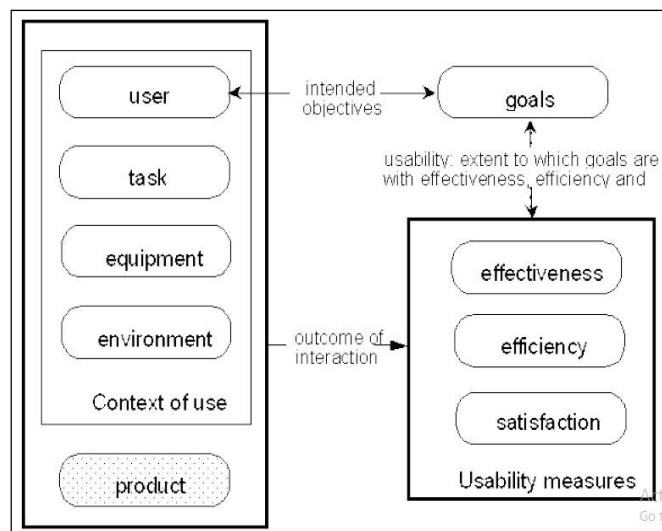 user
intended
objectives
goals
task
usability: extent to which goals are
with effectiveness, efficiency and
equipment
effectiveness
environment
outcome of
interaction
efficiency
Context of use
satisfaction
product
Usability measures
Go t